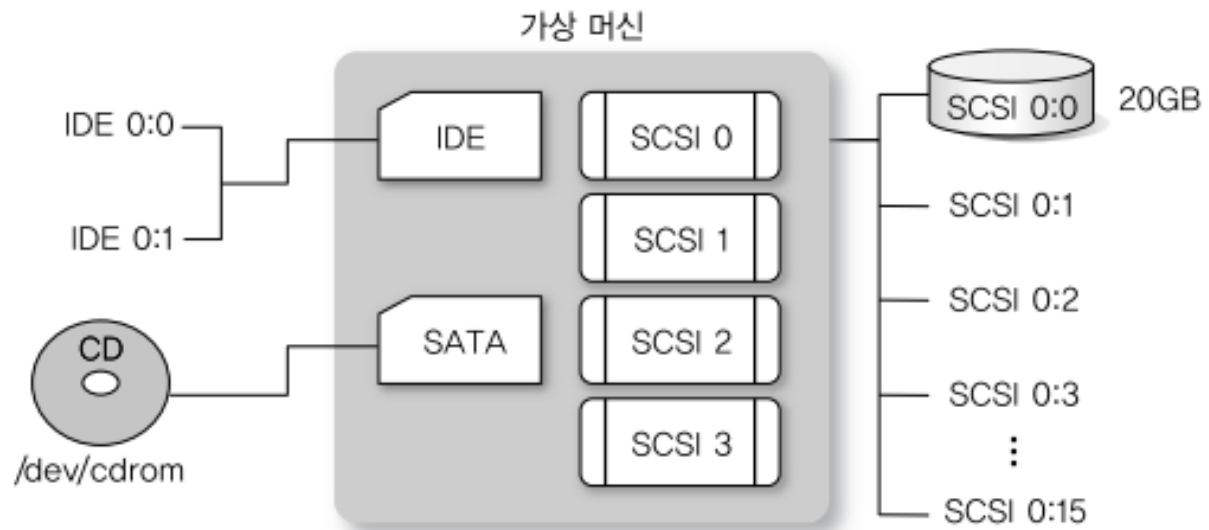 가상 머신
IDE 0:0
IDE 0:1
CD
/dev/cdrom
IDE
SATA
SCSI 0
SCSI 1
SCSI 2
SCSI 3
SCSI 0:0
20GB
SCSI 0:1
SCSI 0:2
SCSI 0:3
⋮
SCSI 0:15